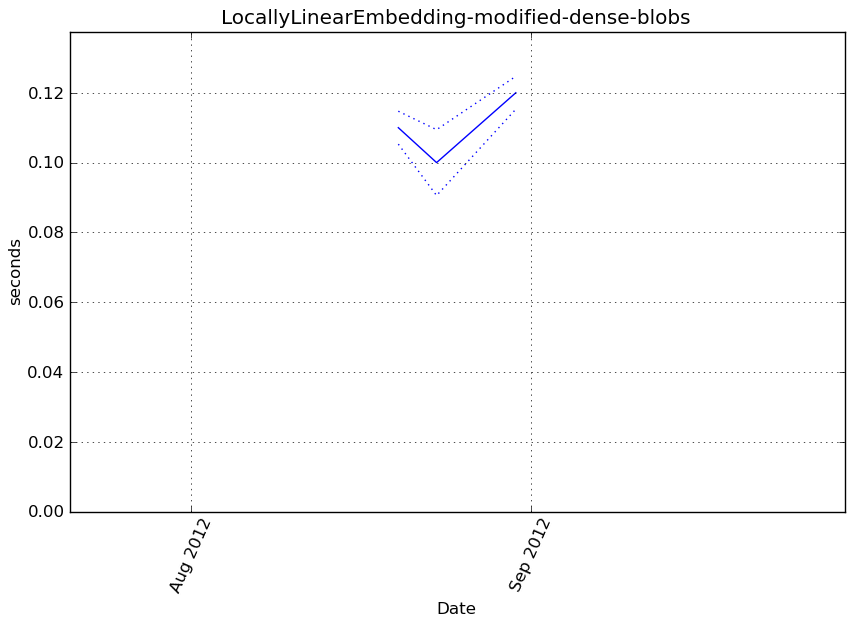 LocallyLinearEmbedding-modified-dense-blobs
seconds
0.12
0.10
0.08
0.06
0.04
0.02
0.00
Aug 2012
Sep 2012
Date